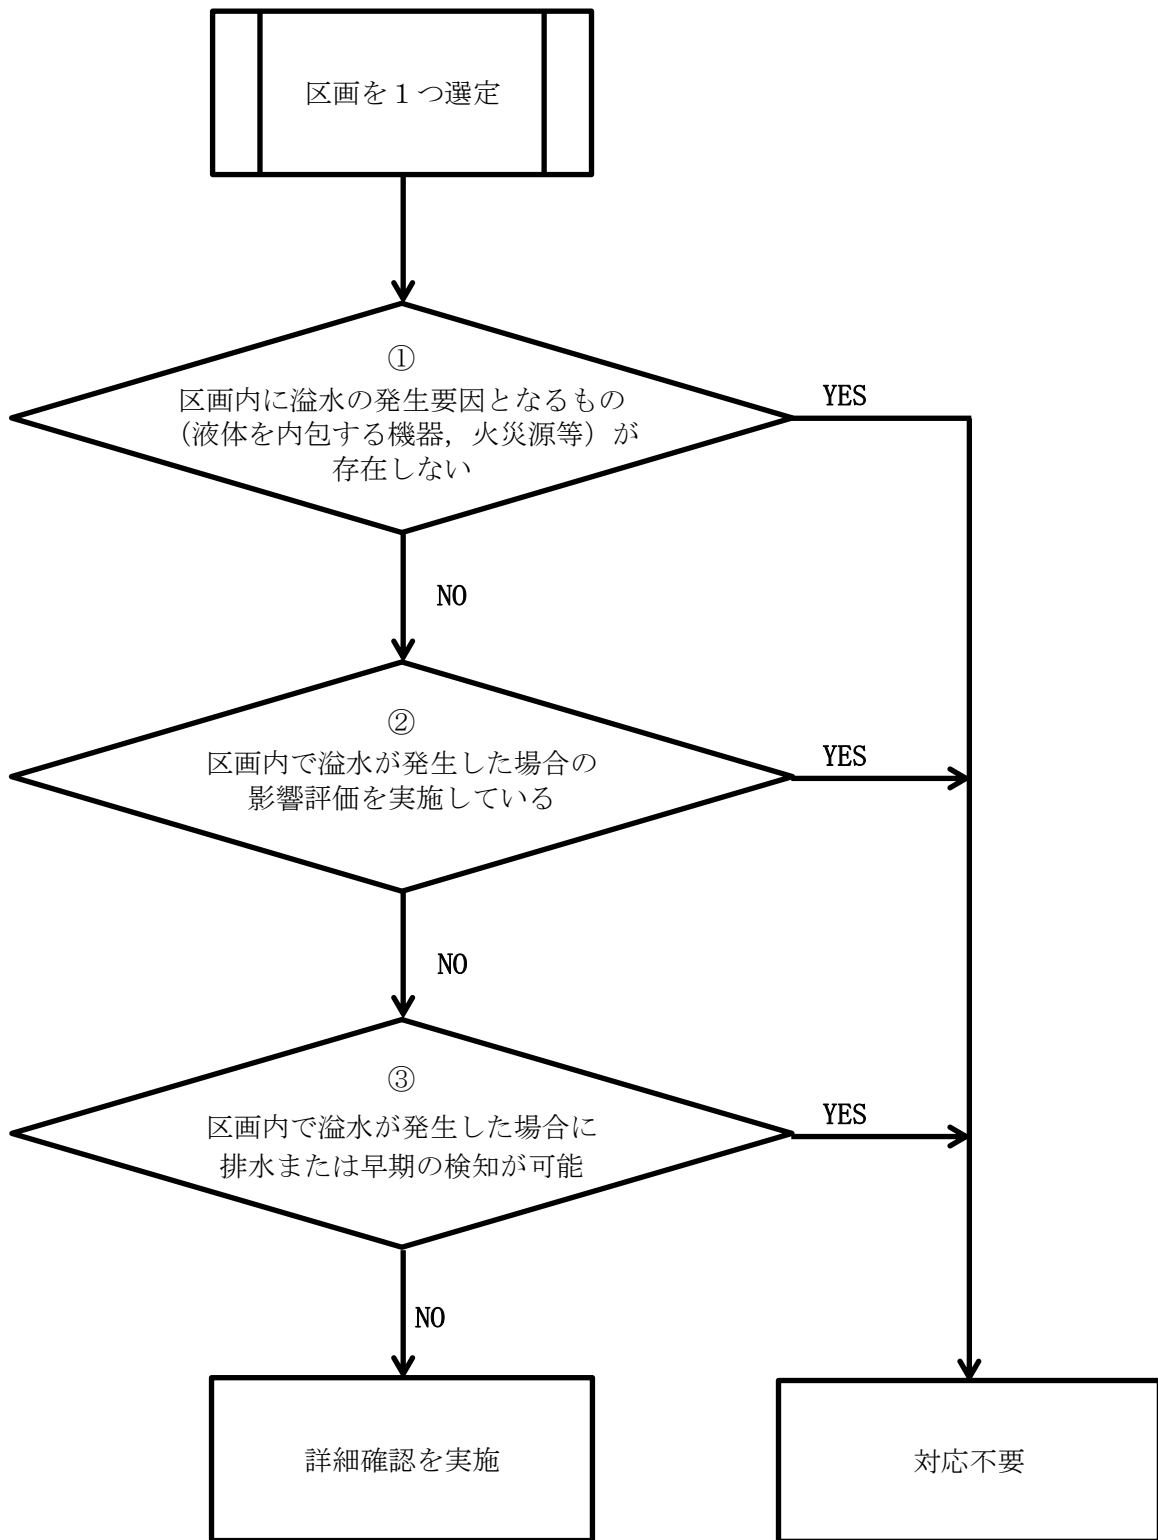 区画を１つ選定
①
区画内に溢水の発生要因となるもの
（液体を内包する機器，火災源等）が
存在しない
YES
NO
②
区画内で溢水が発生した場合の
影響評価を実施している
YES
NO
③
区画内で溢水が発生した場合に
排水または早期の検知が可能
YES
NO
詳細確認を実施
対応不要